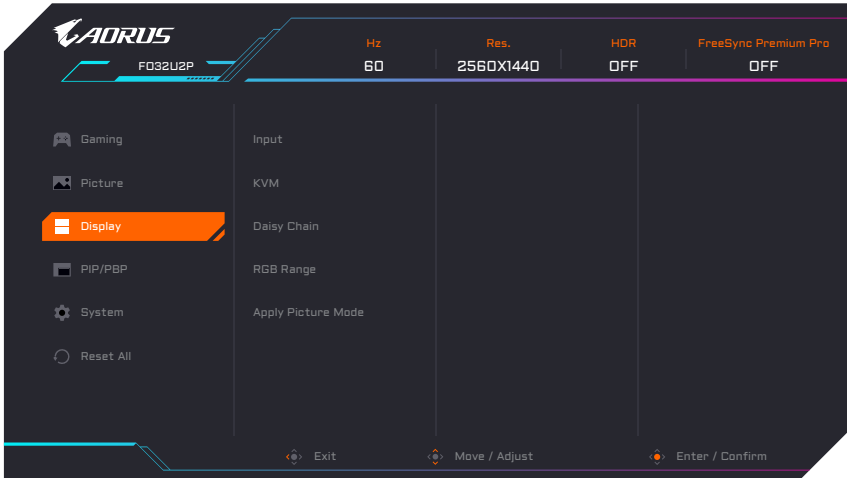 AORUS
FO32U2P
Hz Res. HDR FreeSync Premium Pro
60 2560X1440 OFF OFF
Gaming Input
Picture KVM
Display Daisy Chain
PIP/PBP RGB Range
System Apply Picture Mode
Reset All
Exit Move / Adjust Enter / Confirm